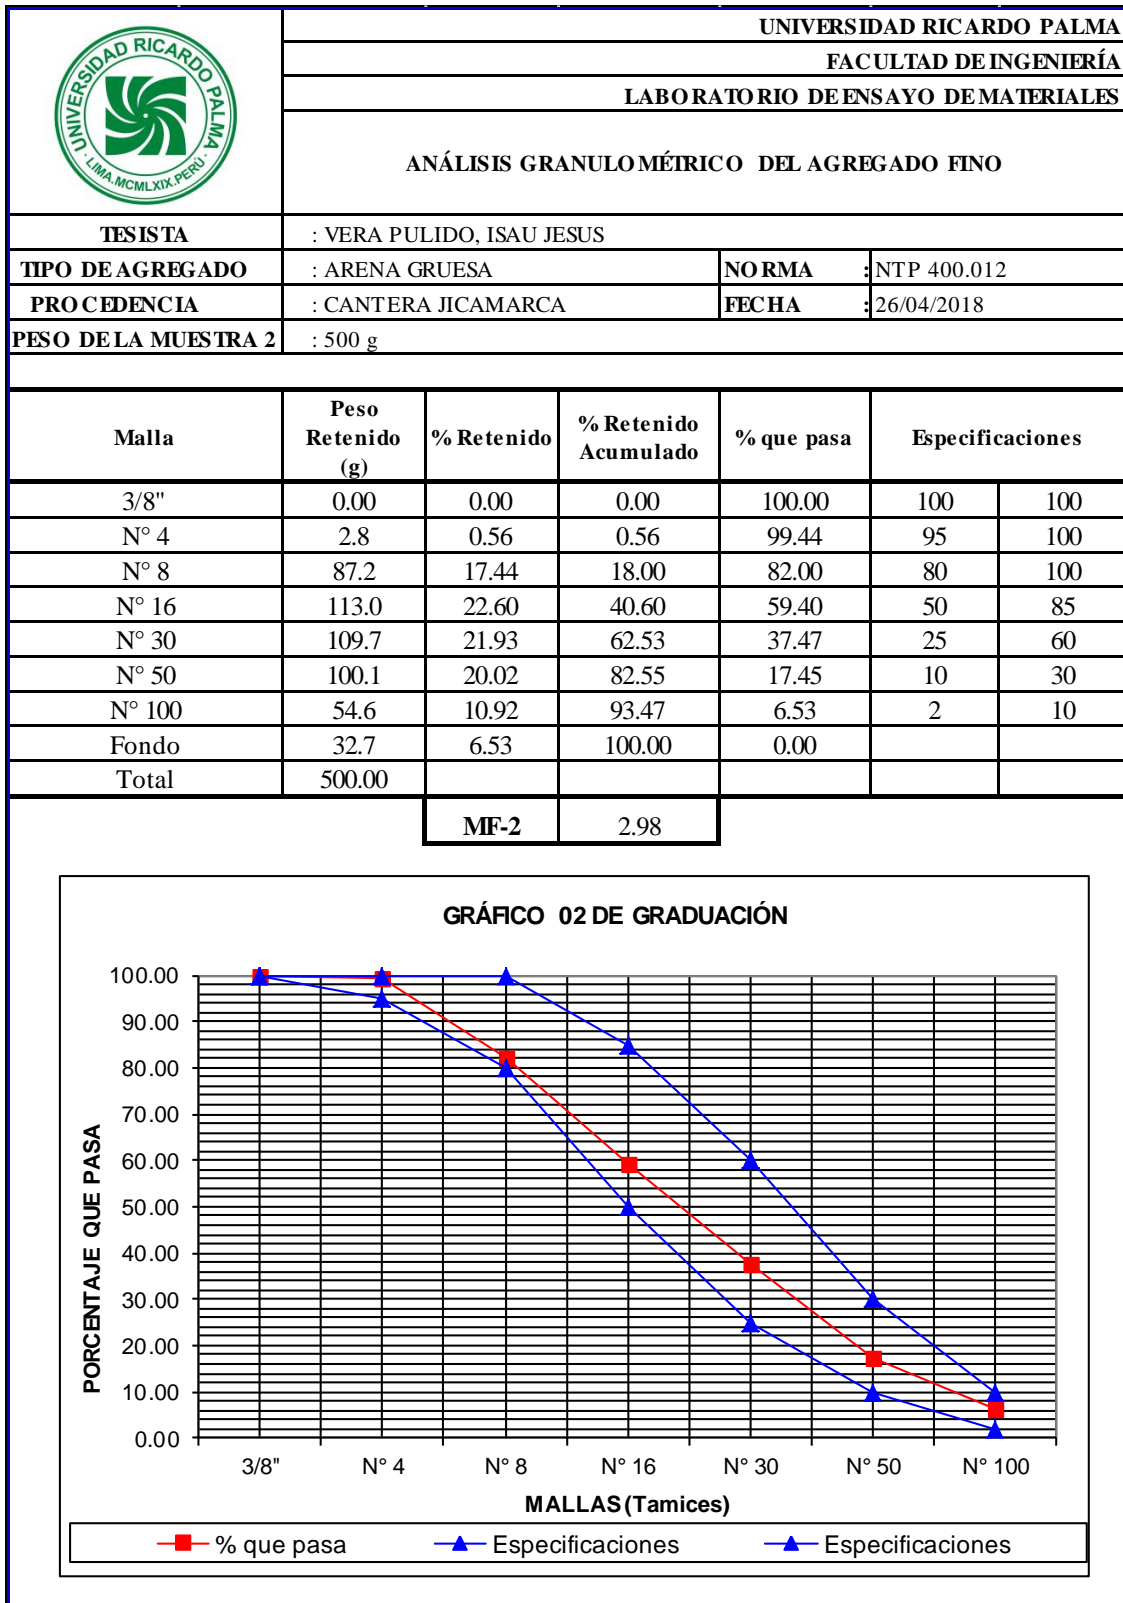 UNIVERSIDAD RICARDO PALMA
LIMA.MCMLXIX.PERÚ
UNIVERSIDAD RICARDO PALMA
FACULTAD DE INGENIERÍA
LABORATORIO DE ENSAYO DE MATERIALES
ANÁLISIS GRANULOMÉTRICO DEL AGREGADO FINO
TESISTA : VERA PULIDO, ISAU JESUS
TIPO DE AGREGADO : ARENA GRUESA NORMA : NTP 400.012
PROCEDENCIA : CANTERA JICAMARCA FECHA : 26/04/2018
PESO DE LA MUESTRA 2 : 500 g
Malla Peso Retenido (g) % Retenido % Retenido Acumulado % que pasa Especificaciones
3/8" 0.00 0.00 0.00 100.00 100 100
N° 4 2.8 0.56 0.56 99.44 95 100
N° 8 87.2 17.44 18.00 82.00 80 100
N° 16 113.0 22.60 40.60 59.40 50 85
N° 30 109.7 21.93 62.53 37.47 25 60
N° 50 100.1 20.02 82.55 17.45 10 30
N° 100 54.6 10.92 93.47 6.53 2 10
Fondo 32.7 6.53 100.00 0.00
Total 500.00
MF-2 2.98
GRÁFICO 02 DE GRADUACIÓN
PORCENTAJE QUE PASA
100.00
90.00
80.00
70.00
60.00
50.00
40.00
30.00
20.00
10.00
0.00
3/8" N° 4 N° 8 N° 16 N° 30 N° 50 N° 100
MALLAS (Tamices)
% que pasa Especificaciones Especificaciones